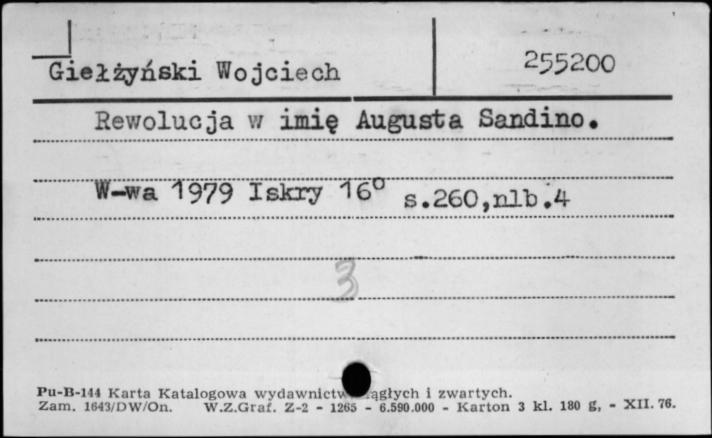 Giełżyński Wojciech 255200
Rewolucja w imię Augusta Sandino.
W-wa 1979 Iskry 16° s.260,nlb.4
3
Pu-B-144 Karta Katalogowa wydawnictw ągłych i zwartych.
Zam. 1643/DW/On. W.Z.Graf. Z-2 - 1265 - 6.590.000 - Karton 3 kl. 180 g, - XII. 76.